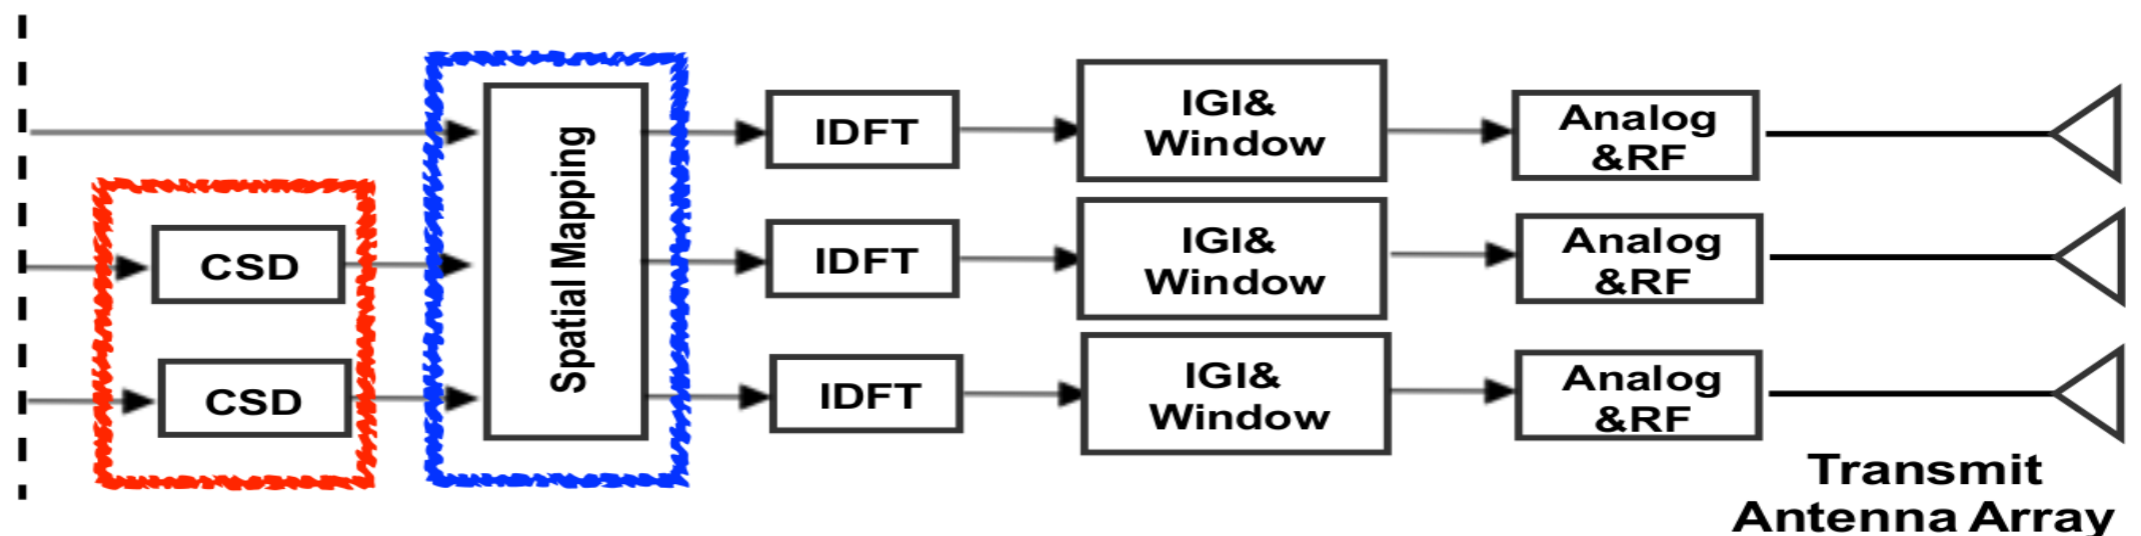 CSD
CSD
Spatial Mapping
IDFT
IDFT
IDFT
IGI&
Window
IGI&
Window
IGI&
Window
Analog
&RF
Analog
&RF
Analog
&RF
Transmit
Antenna Array